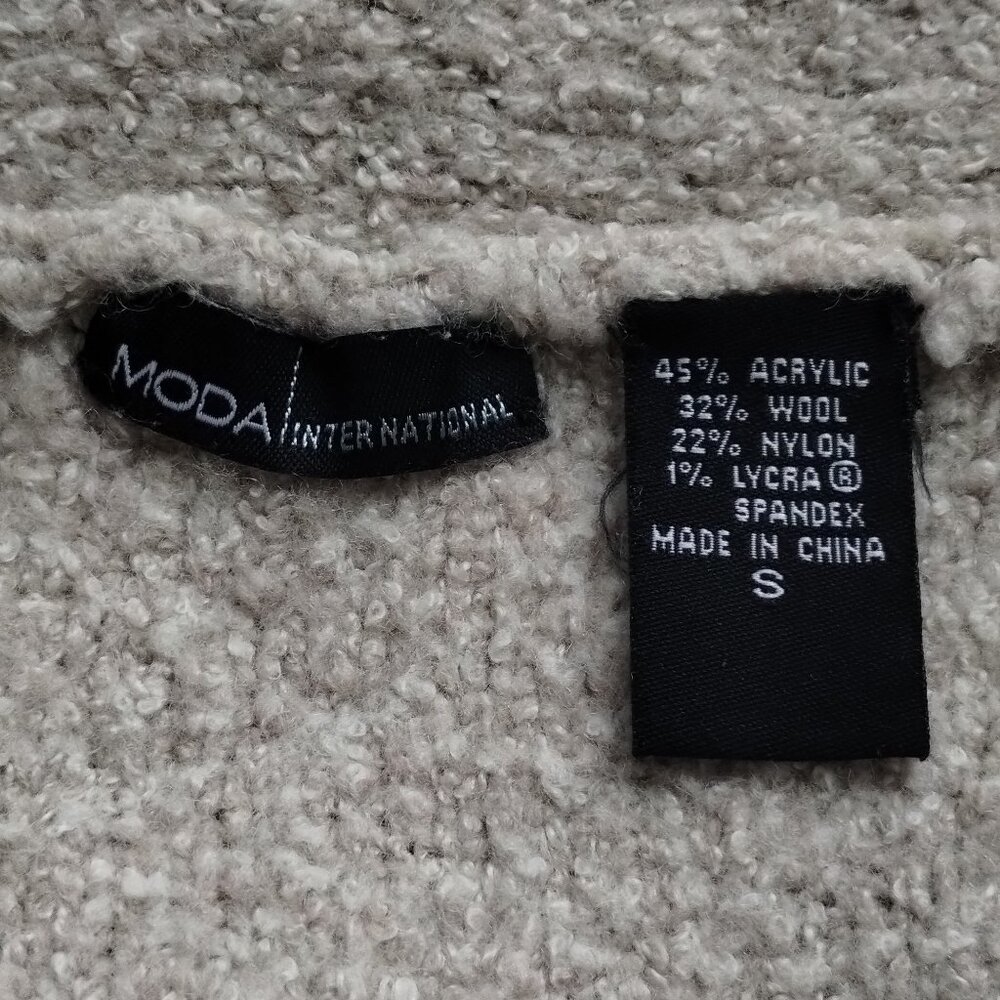 MODA INTERNATIONAL
45% ACRYLIC
32% WOOL
22% NYLON
1% LYCRA®
SPANDEX
MADE IN CHINA
S